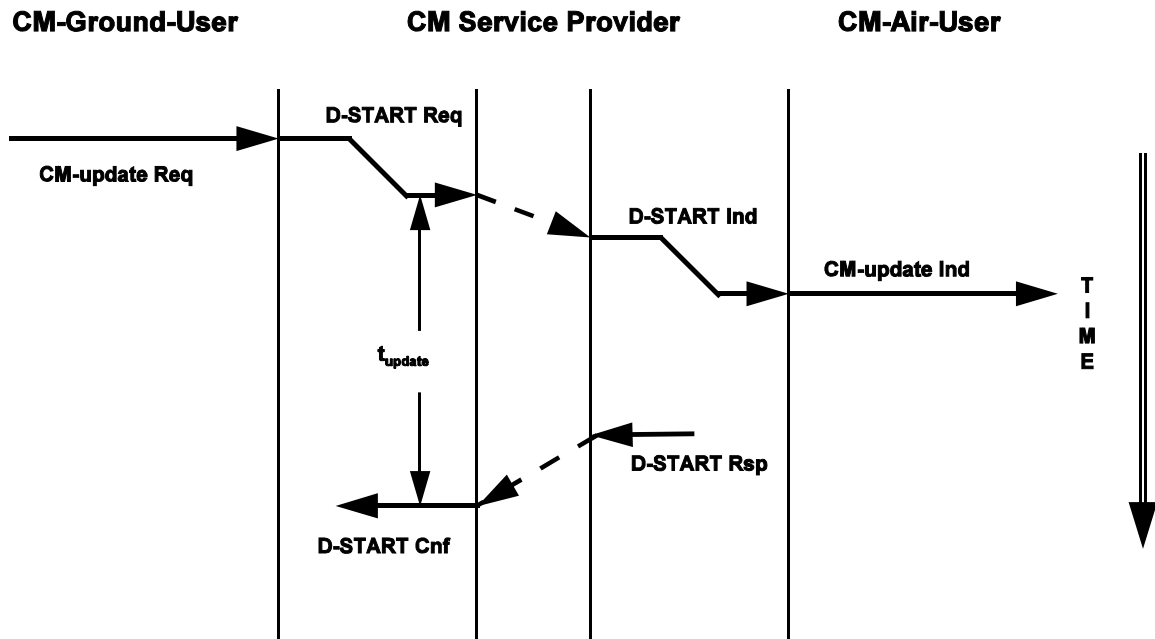 CM-Ground-User
CM Service Provider
CM-Air-User
D-START Req
CM-update Req
D-START Ind
CM-update Ind
T
I
M
E
tupdate
D-START Rsp
D-START Cnf